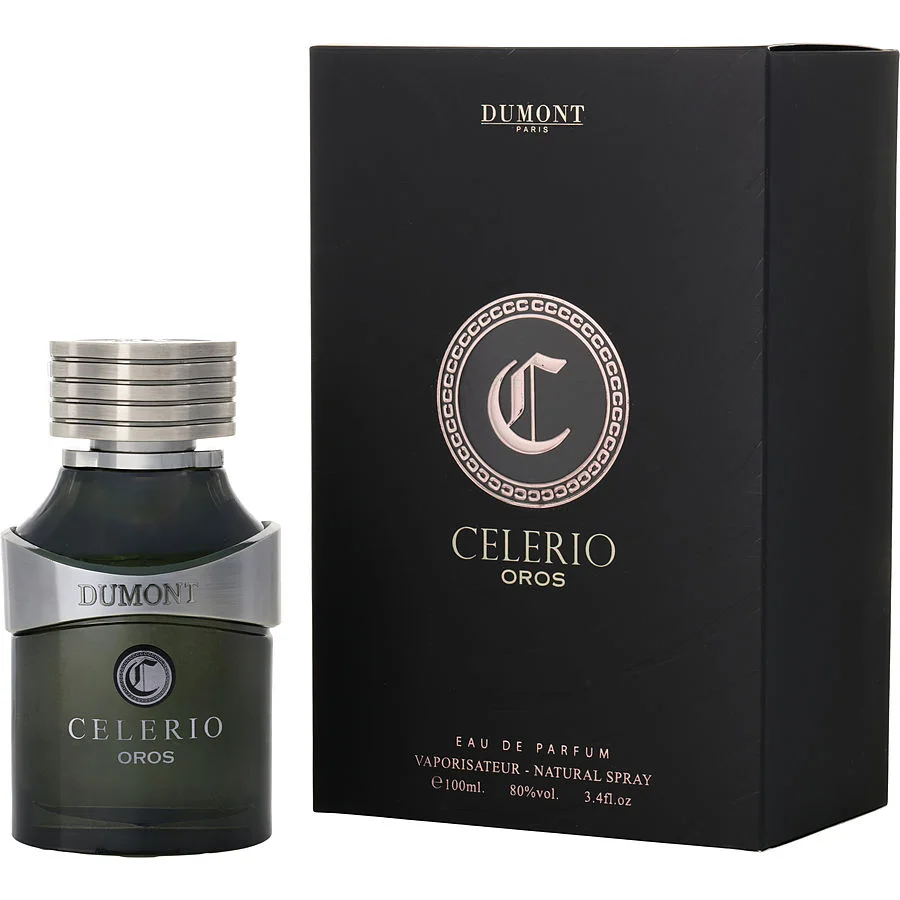 DUMONT
PARIS
C
CELERIO
OROS
EAU DE PARFUM
VAPORISATEUR - NATURAL SPRAY
℮100ml. 80%vol. 3.4fl.oz
DUMONT
C
CELERIO
OROS